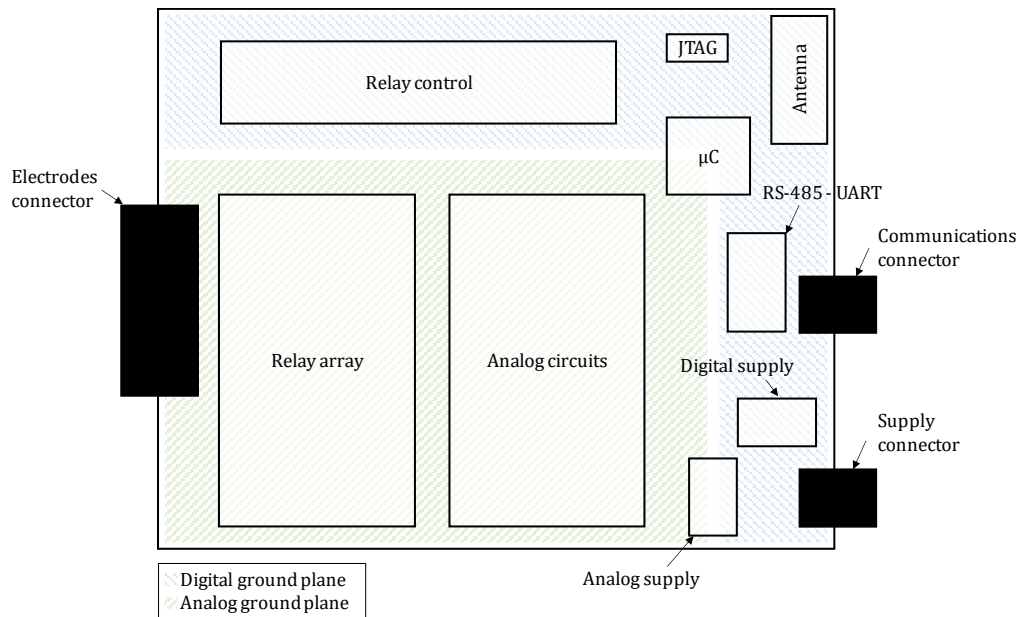 JTAG
Antenna
Relay control
μC
Electrodes
connector
RS-485 - UART
Communications
connector
Relay array
Analog circuits
Digital supply
Supply
connector
Analog supply
Digital ground plane
Analog ground plane